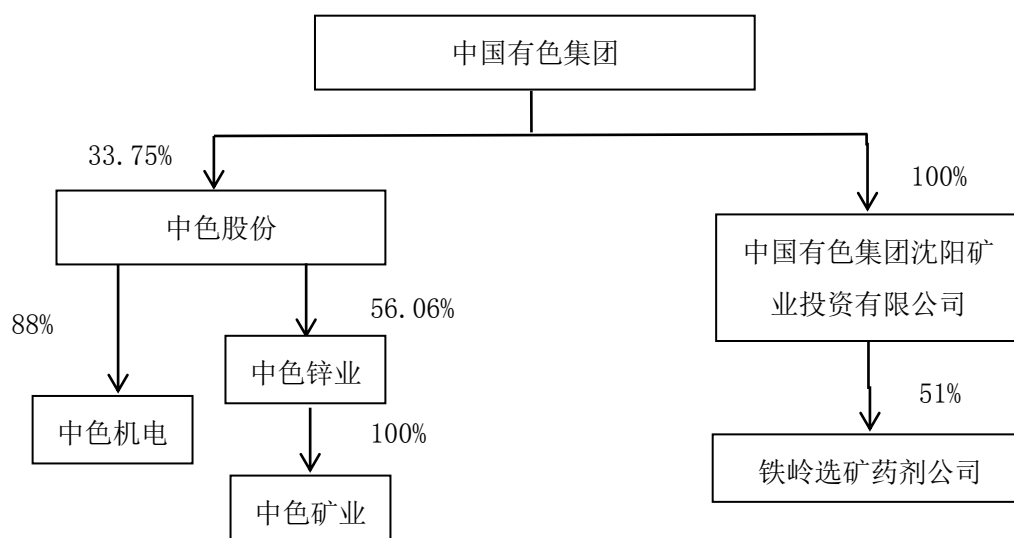 中国有色集团
33.75%
100%
中色股份
中国有色集团沈阳矿
业投资有限公司
88%
56.06%
中色锌业
51%
中色机电
100%
铁岭选矿药剂公司
中色矿业